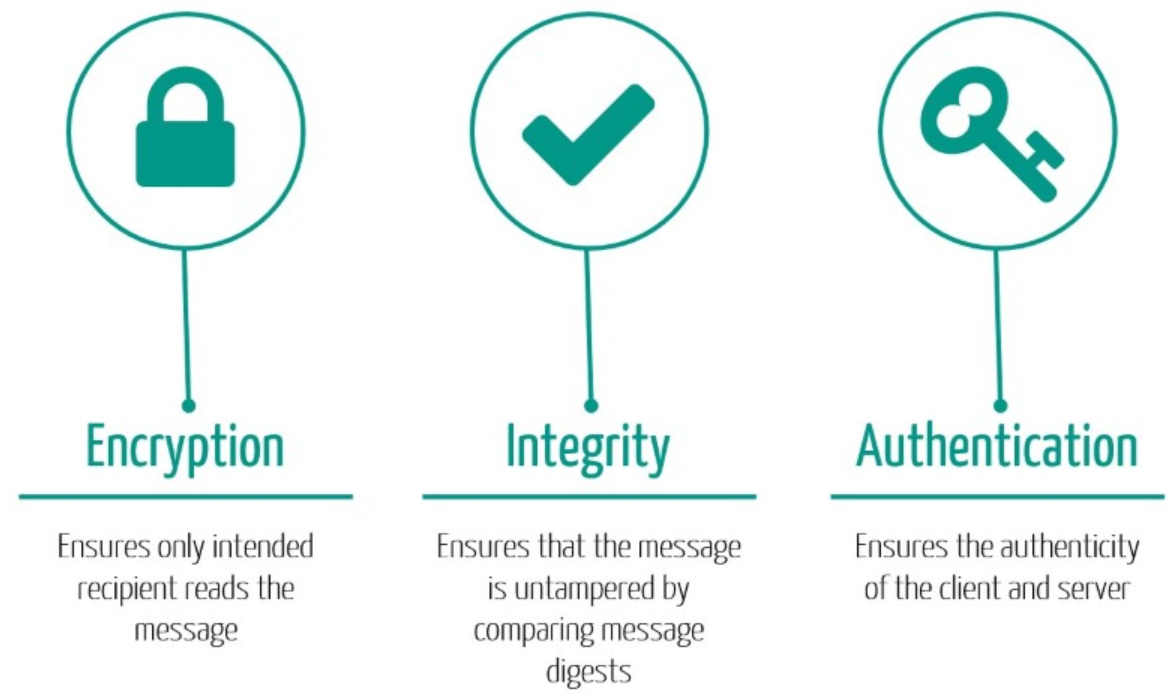 Encryption
Ensures only intended
recipient reads the
message
Integrity
Ensures that the message
is untampered by
comparing message
digests
Authentication
Ensures the authenticity
of the client and server